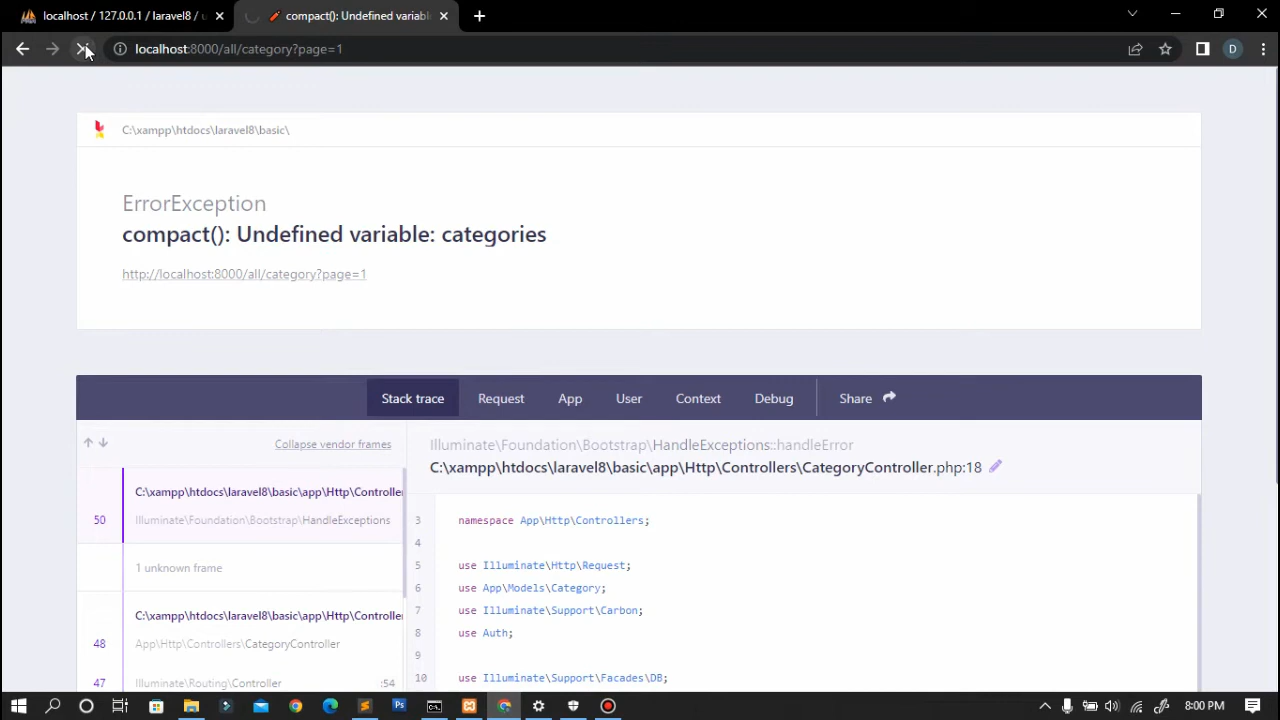 localhost / 127.0.0.1 / laravel8 / u
compact(): Undefined variable
localhost:8000/all/category?page=1
D
C:\xampp\htdocs\laravel8\basic\
ErrorException
compact(): Undefined variable: categories
http://localhost:8000/all/category?page=1
Stack trace
Request
App
User
Context
Debug
Share
Collapse vendor frames
C:\xampp\htdocs\laravel8\basic\app\Http\Controller
50
Illuminate\Foundation\Bootstrap\HandleExceptions
1 unknown frame
C:\xampp\htdocs\laravel8\basic\app\Http\Controller
48
App\Http\Controllers\CategoryController
47
Illuminate\Routing\Controller
:54
Illuminate\Foundation\Bootstrap\HandleExceptions::handleError
C:\xampp\htdocs\laravel8\basic\app\Http\Controllers\CategoryController.php:18
3 namespace App\Http\Controllers;
4
5 use Illuminate\Http\Request;
6 use App\Models\Category;
7 use Illuminate\Support\Carbon;
8 use Auth;
9
10 use Illuminate\Support\Facades\DB;
8:00 PM